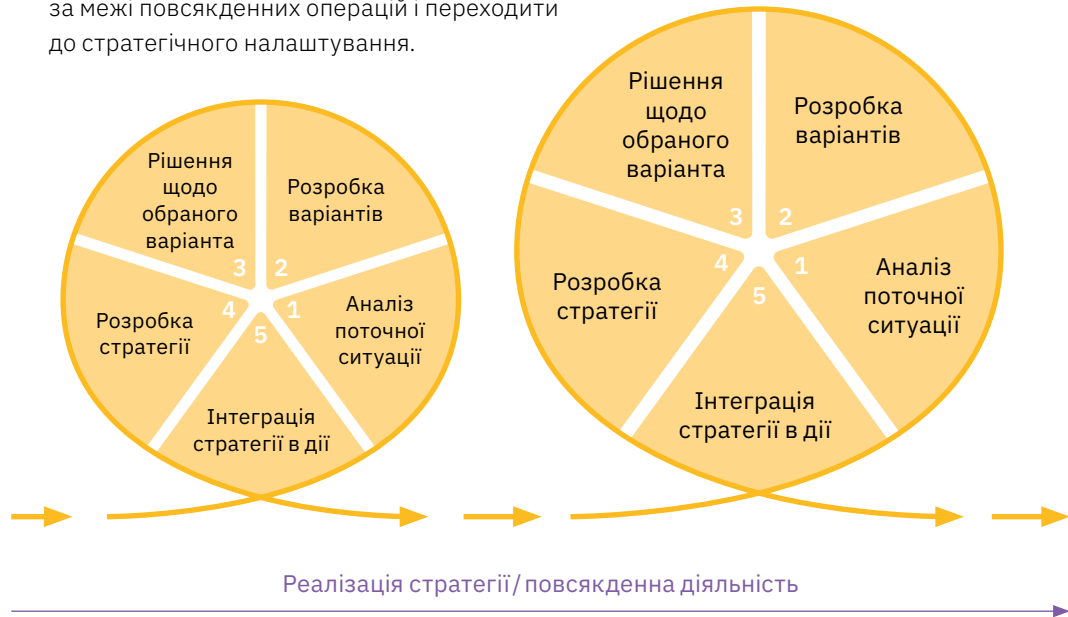 за межі повсякденних операцій і переходити
до стратегічного налаштування.
Рішення
щодо
обраного
варіанта
3
Розробка
варіантів
2
Аналіз
поточної
ситуації
1
Розробка
стратегії
4
Інтеграція
стратегії в дії
5
Рішення
щодо
обраного
варіанта
3
Розробка
варіантів
2
Аналіз
поточної
ситуації
1
Розробка
стратегії
4
Інтеграція
стратегії в дії
5
Реалізація стратегії / повсякденна діяльність